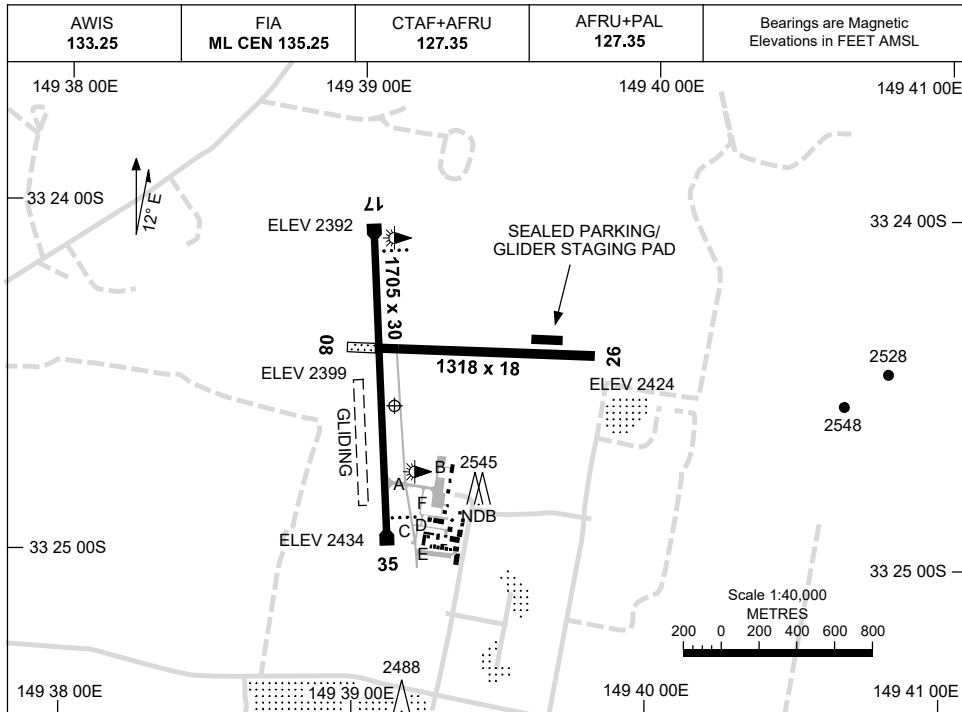 AWIS
133.25
FIA
ML CEN 135.25
CTAF+AFRU
127.35
AFRU+PAL
127.35
Bearings are Magnetic
Elevations in FEET AMSL
149 38 00E
149 39 00E
149 40 00E
149 41 00E
33 24 00S
33 24 00S
12° E
17
ELEV 2392
SEALED PARKING/
GLIDER STAGING PAD
1705 x 30
08
1318 x 18
26
ELEV 2399
ELEV 2424
2528
2548
GLIDING
B
2545
A
F
NDB
D
C
ELEV 2434
E
35
33 25 00S
33 25 00S
Scale 1:40,000
METRES
200 0 200 400 600 800
2488
149 38 00E
149 39 00E
149 40 00E
149 41 00E